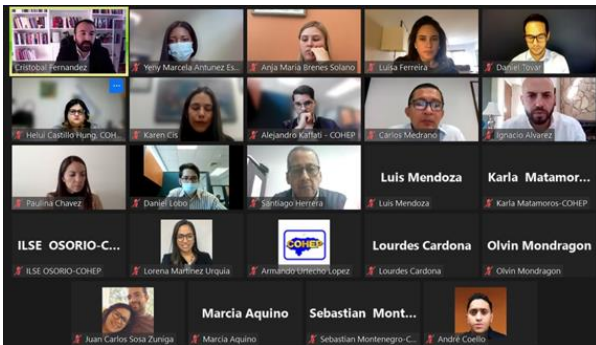 Cristobal Fernandez
Yehy Marcela Antunez Es...
Anja Maria Brenes Solano
Luisa Ferreira
Daniel Tovar
Helui Castillo Hung. COH...
Karen Cis
Alejandro Kaffati - COHEP
Carlos Medrano
Ignacio Alvarez
Paulina Chavez
Daniel Lobo
Santiago Herrera
Luis Mendoza
Luis Mendoza
Karla Matamor...
Karla Matamoros-COHEP
ILSE OSORIO-C...
ILSE OSORIO-COHEP
Lorena Martinez Urquia
COHEP
Armando Urtecho Lopez
Lourdes Cardona
Lourdes Cardona
Olvin Mondragon
Olvin Mondragon
Juan Carlos Sosa Zuniga
Marcia Aquino
Marcia Aquino
Sebastian Mont...
Sebastian Montenegro-C...
André Coello